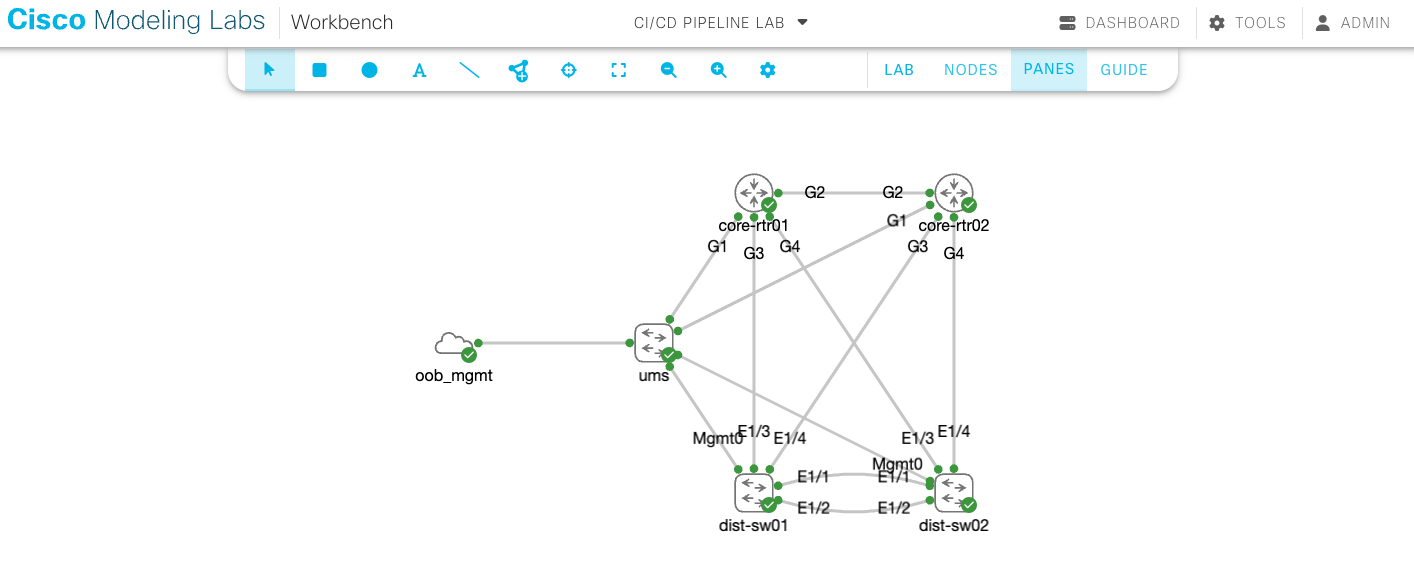 Cisco Modeling Labs Workbench CI/CD PIPELINE LAB DASHBOARD TOOLS ADMIN
A LAB NODES PANES GUIDE
G2 G2
core-rtr01 core-rtr02
G1
G1 G3 G4 G3 G4
oob_mgmt ums
Mgmt0 E1/3 E1/4 E1/3 E1/4
Mgmt0
E1/1 E1/1
E1/2 E1/2
dist-sw01 dist-sw02